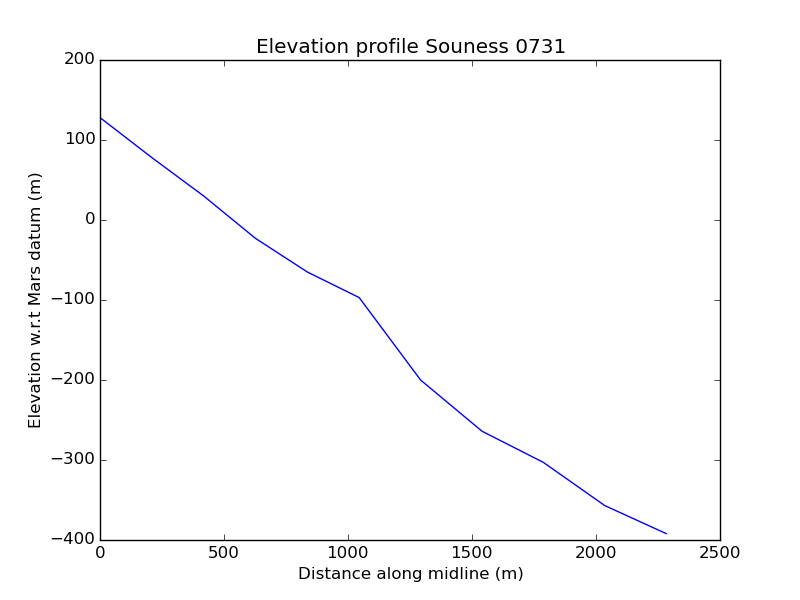 Elevation profile Souness 0731
200
100
0
−100
−200
−300
−400
Elevation w.r.t Mars datum (m)
0 500 1000 1500 2000 2500
Distance along midline (m)